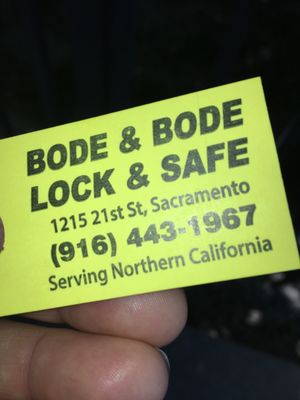 BODE & BODE
LOCK & SAFE
1215 21st St, Sacramento
(916) 443-1967
Serving Northern California